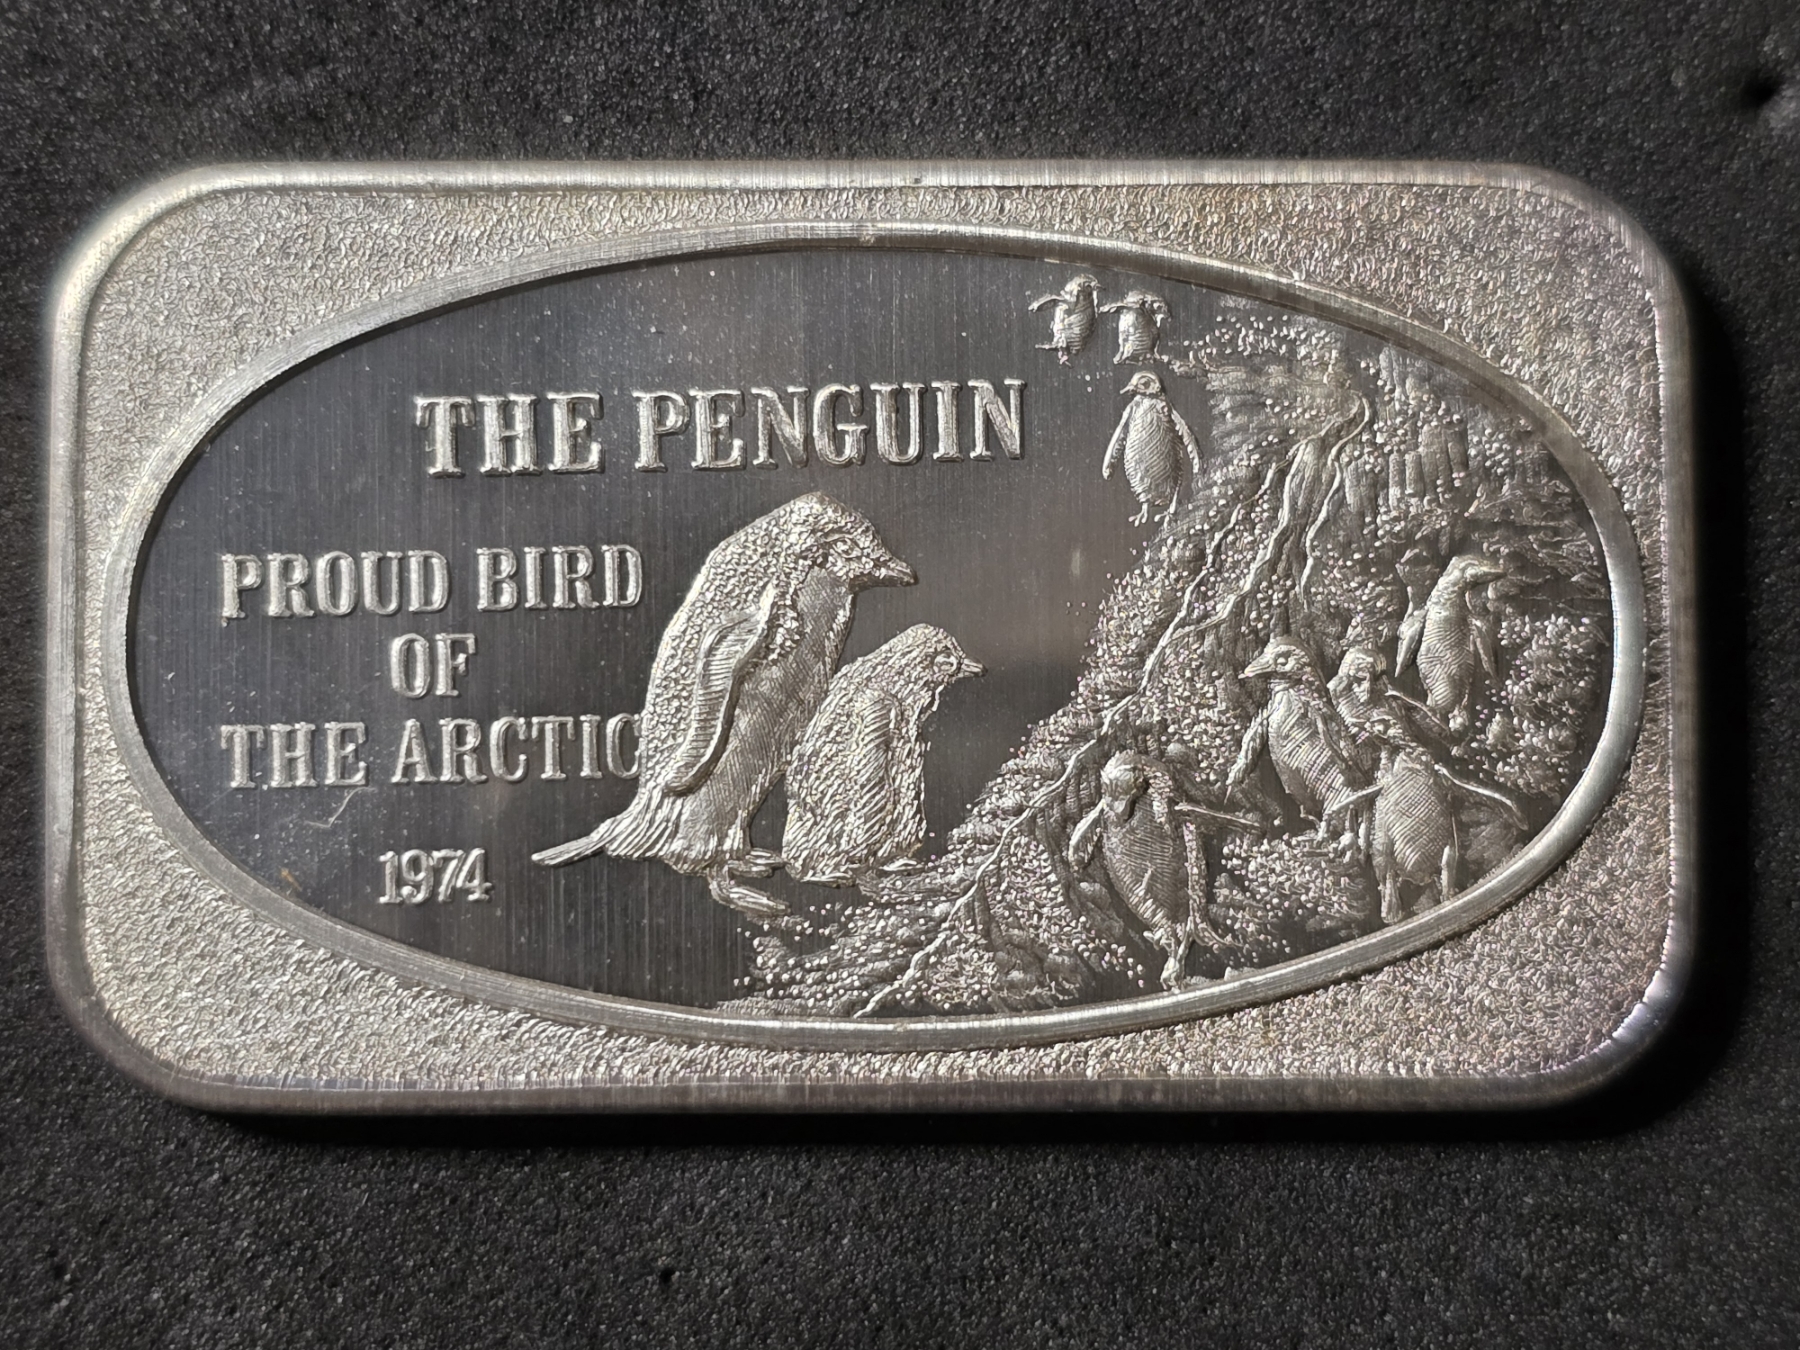 THE PENGUIN
PROUD BIRD
OF
THE ARCTIC
1974